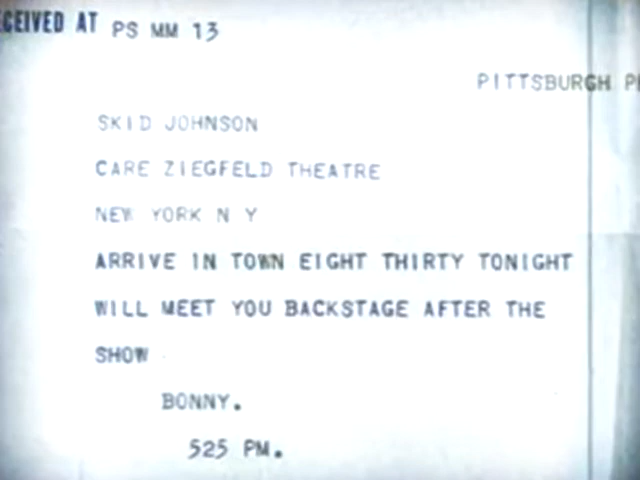 CEIVED AT PS MM 13
PITTSBURGH P
SKID JOHNSON
CARE ZIEGFELD THEATRE
NEW YORK N Y
ARRIVE IN TOWN EIGHT THIRTY TONIGHT
WILL MEET YOU BACKSTAGE AFTER THE
SHOW
BONNY.
525 PM.